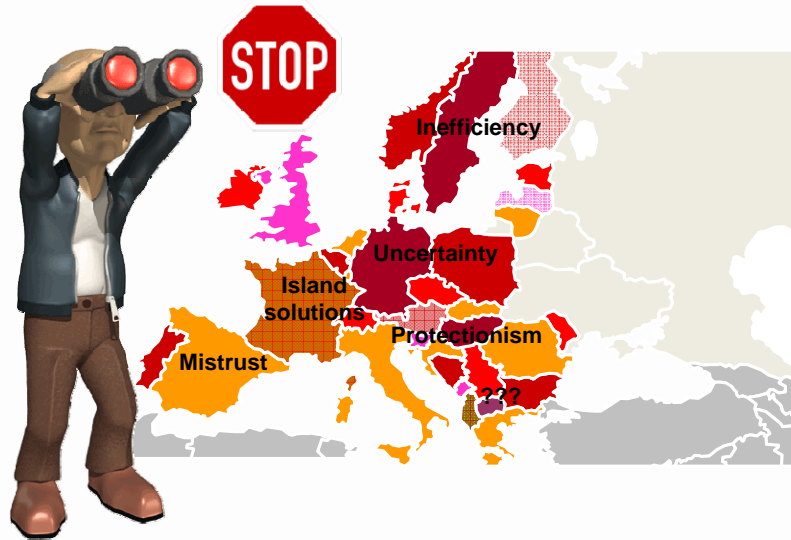 STOP
Inefficiency
Uncertainty
Island
solutions
Protectionism
Mistrust
???